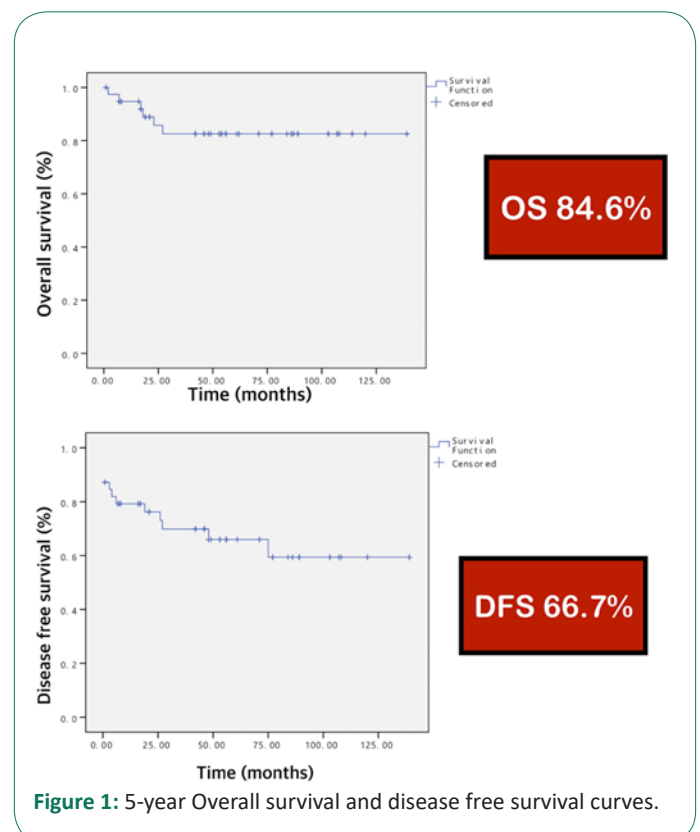 Survival
Function
Censored
Overall survival (%)
1. 0
0. 8
0. 6
0. 4
0. 2
0. 0
0. 00 25. 00 50. 00 75. 00 100. 00 125. 00
Time (months)
OS 84.6%
Survival
Function
Censored
Disease free survival (%)
1. 0
0. 8
0. 6
0. 4
0. 2
0. 0
0. 00 25. 00 50. 00 75. 00 100. 00 125. 00
Time (months)
DFS 66.7%
Figure 1: 5-year Overall survival and disease free survival curves.